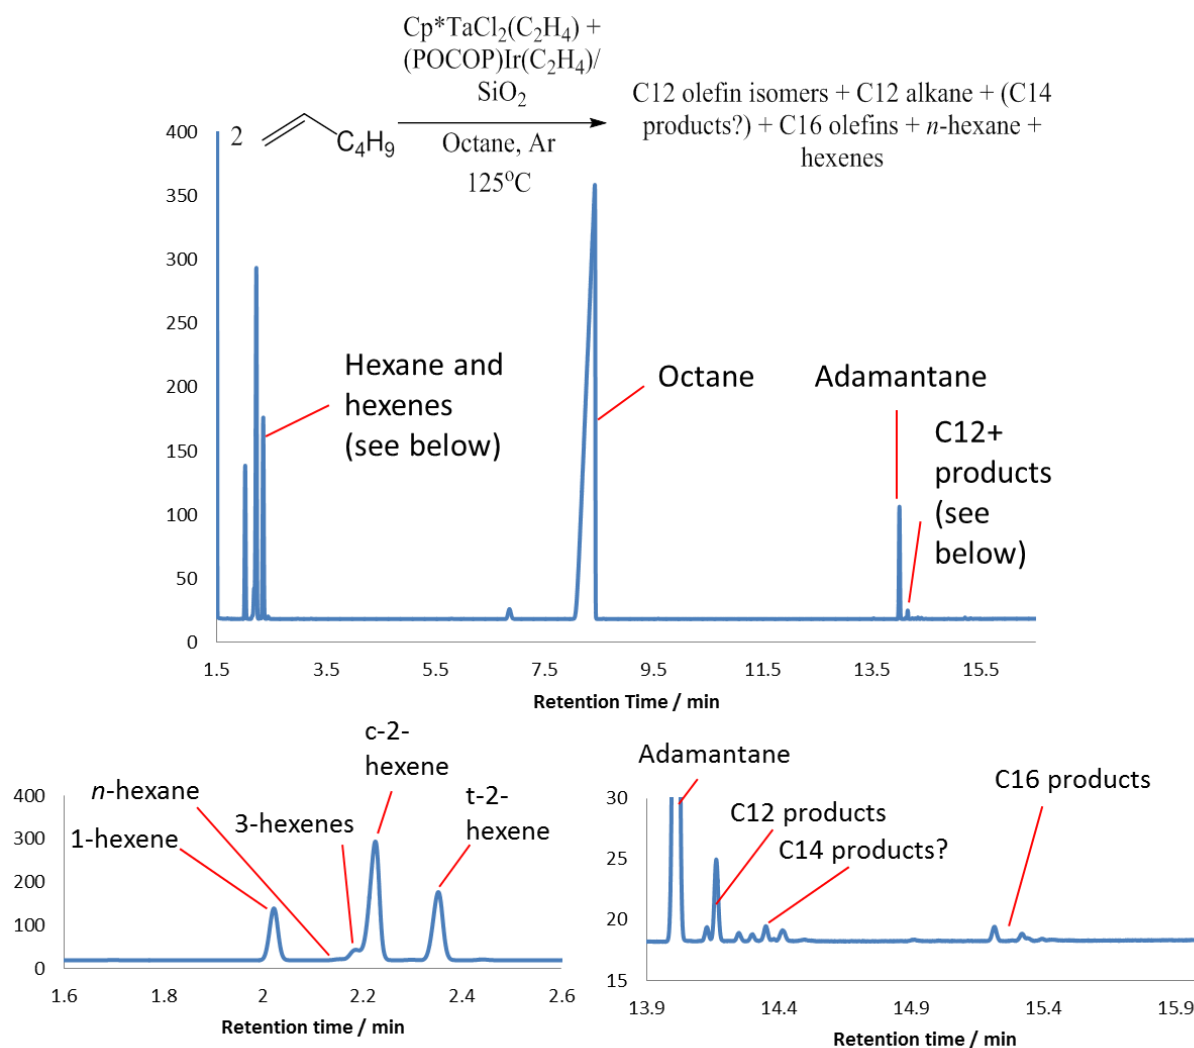 Cp*TaCl₂(C₂H₄) +
(POCOP)Ir(C₂H₄)/
SiO₂
2
C₄H₉
Octane, Ar
125°C
C12 olefin isomers + C12 alkane + (C14
products?) + C16 olefins + n-hexane +
hexenes
400
350
300
250
200
150
100
50
0
Hexane and
hexenes
(see below)
Octane
Adamantane
C12+
products
(see
below)
1.5 3.5 5.5 7.5 9.5 11.5 13.5 15.5
Retention Time / min
c-2-
hexene
n-hexane
t-2-
hexene
3-hexenes
1-hexene
400
300
200
100
0
1.6 2 2.2 2.4 2.6
Retention time / min
Adamantane
C16 products
C12 products
C14 products?
30
25
20
15
13.9 14.4 14.9 15.4 15.9
Retention time / min